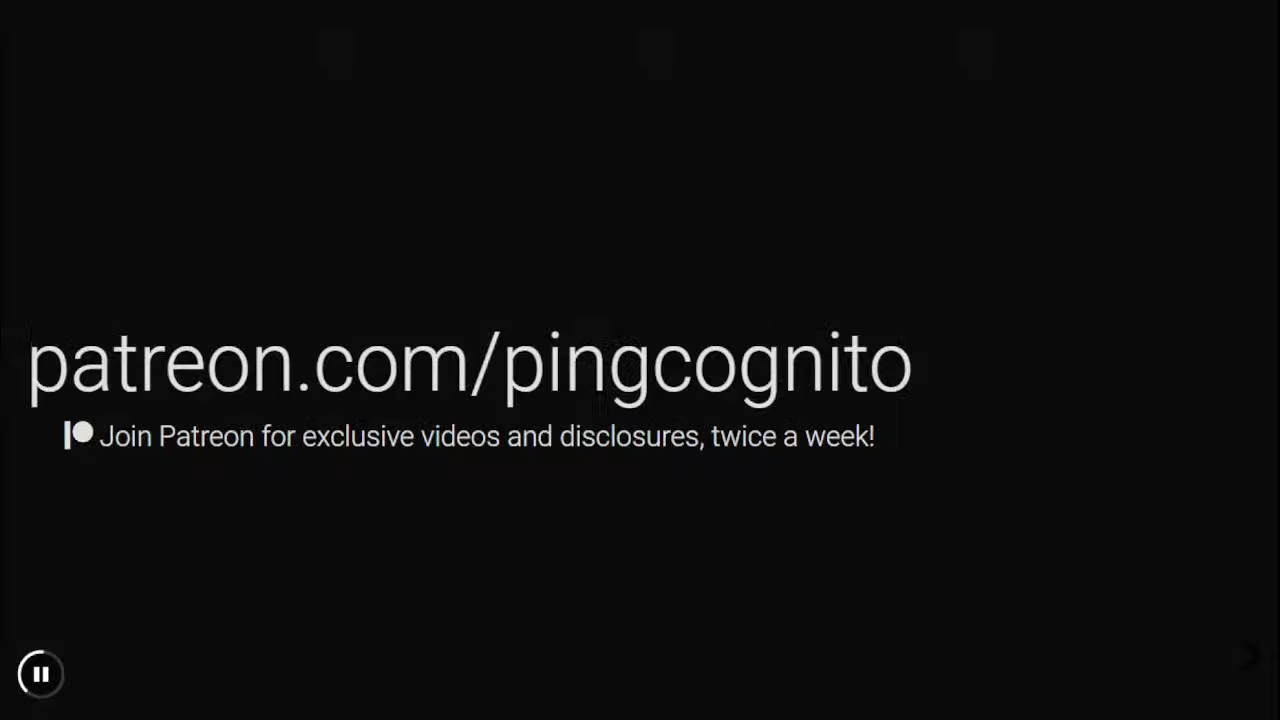 patreon.com/pingcognito
Join Patreon for exclusive videos and disclosures, twice a week!